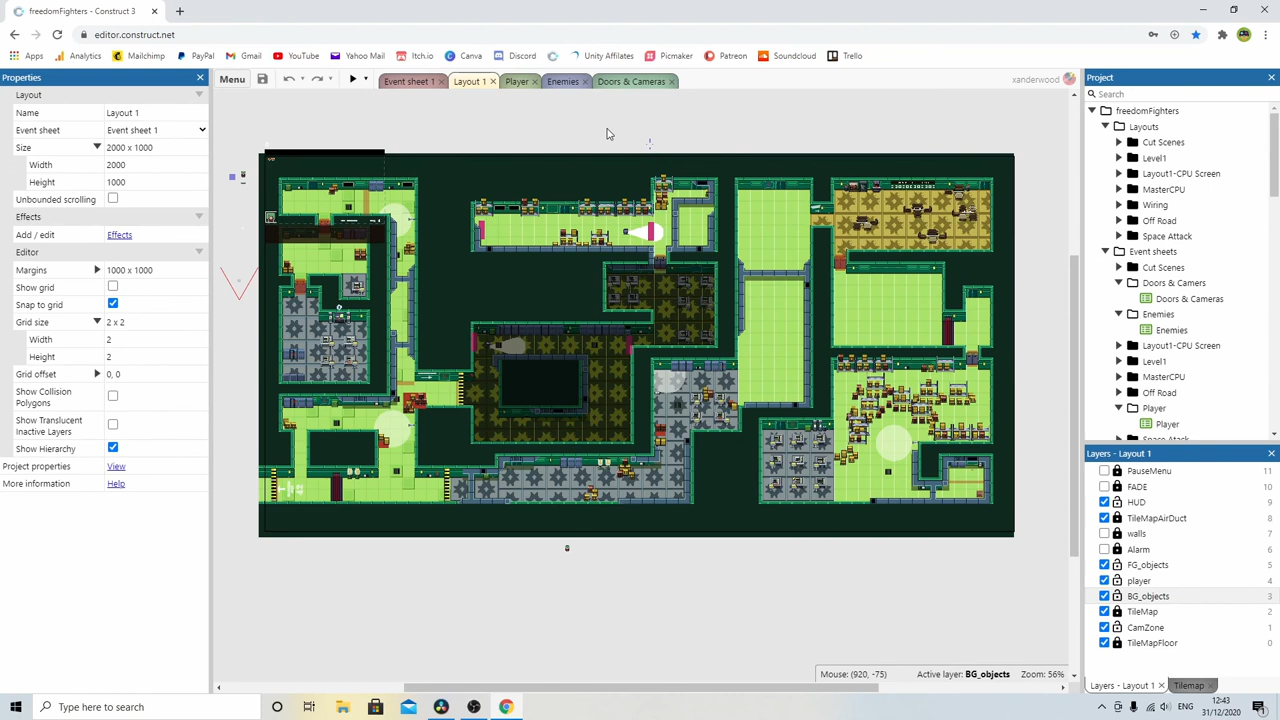 freedomFighters - Construct 3
editor.construct.net
Apps Analytics Mailchimp PayPal Gmail YouTube Yahoo Mail Itch.io Canva Discord Unity Affilates Picmaker Patreon Soundcloud Trello
Properties
Menu
Event sheet 1 Layout 1 Player Enemies Doors & Cameras
xanderwood
Project
Layout
Name Layout 1
Event sheet Event sheet 1
Size 2000 x 1000
Width 2000
Height 1000
Unbounded scrolling
Effects
Add / edit Effects
Editor
Margins 1000 x 1000
Show grid
Snap to grid
Grid size 2 x 2
Width 2
Height 2
Grid offset 0, 0
Show Collision
Polygons
Show Translucent
Inactive Layers
Show Hierarchy
Project properties View
More information Help
Search
freedomFighters
Layouts
Cut Scenes
Level1
Layout1-CPU Screen
MasterCPU
Wiring
Off Road
Space Attack
Event sheets
Cut Scenes
Doors & Camers
Doors & Cameras
Enemies
Enemies
Layout1-CPU Screen
Level1
MasterCPU
Off Road
Player
Player
Space Attack
Layers - Layout 1
PauseMenu 11
FADE 10
HUD 9
TileMapAirDuct 8
walls 7
Alarm 6
FG_objects 5
player 4
BG_objects 3
TileMap 2
CamZone 1
TileMapFloor 0
Mouse: (920, -75) Active layer: BG_objects Zoom: 56%
Layers - Layout 1 Tilemap
Type here to search
12:43
31/12/2020